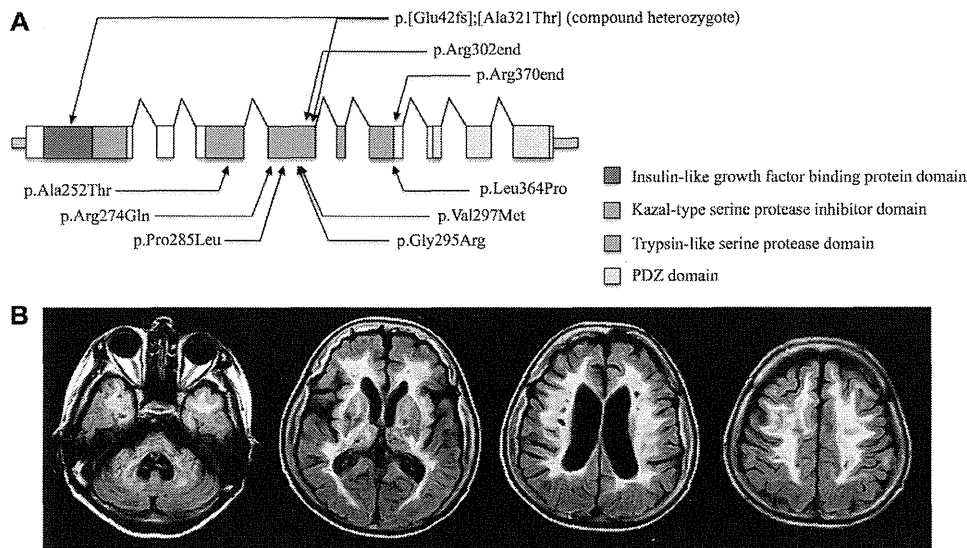 A
p.[Glu42fs];[Ala321Thr] (compound heterozygote)
p.Arg302end
p.Arg370end
p.Ala252Thr
p.Leu364Pro
p.Arg274Gln
p.Val297Met
p.Pro285Leu
p.Gly295Arg
Insulin-like growth factor binding protein domain
Kazal-type serine protease inhibitor domain
Trypsin-like serine protease domain
PDZ domain
B